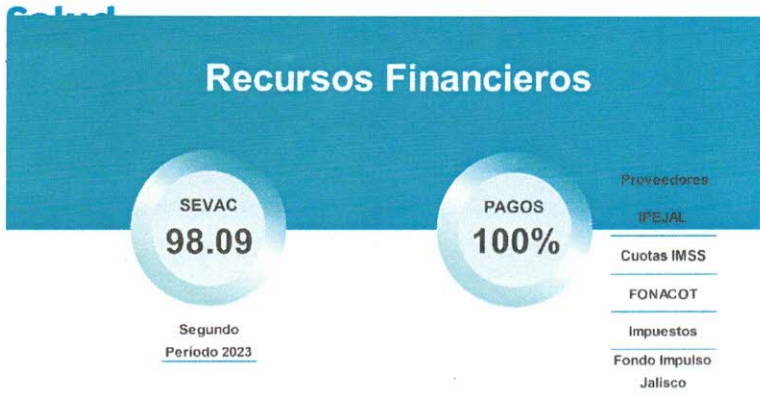 Salud
Recursos Financieros
SEVAC
98.09
Segundo
Período 2023
PAGOS
100%
Proveedores
IPEJAL
Cuotas IMSS
FONACOT
Impuestos
Fondo Impulso
Jalisco